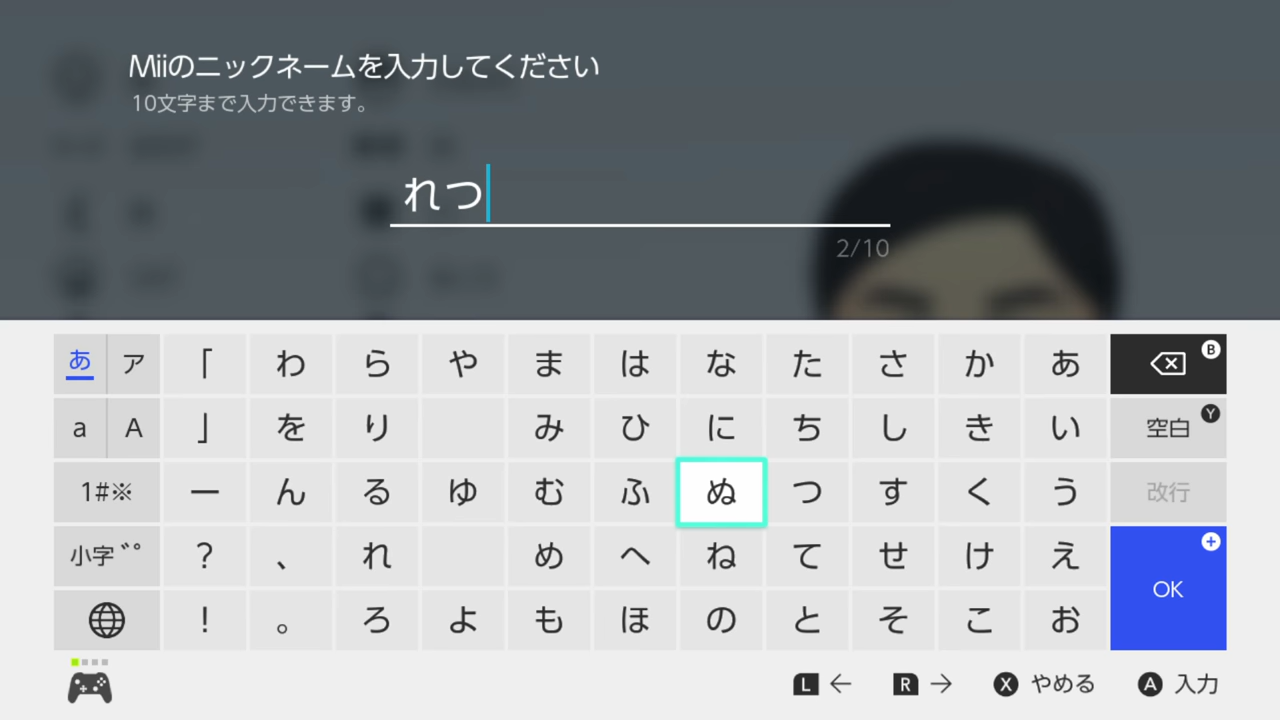 Miiのニックネームを入力してください
10文字まで入力できます。
れつ
2/10
あ ア 「 わ ら や ま は な た さ か あ B
a A 」 を り み ひ に ち し き い 空白 Y
1#※ ー ん る ゆ む ふ ぬ つ す く う 改行
小字゛゜ ? 、 れ め へ ね て せ け え +
! 。 ろ よ も ほ の と そ こ お OK
L ← R → X やめる A 入力